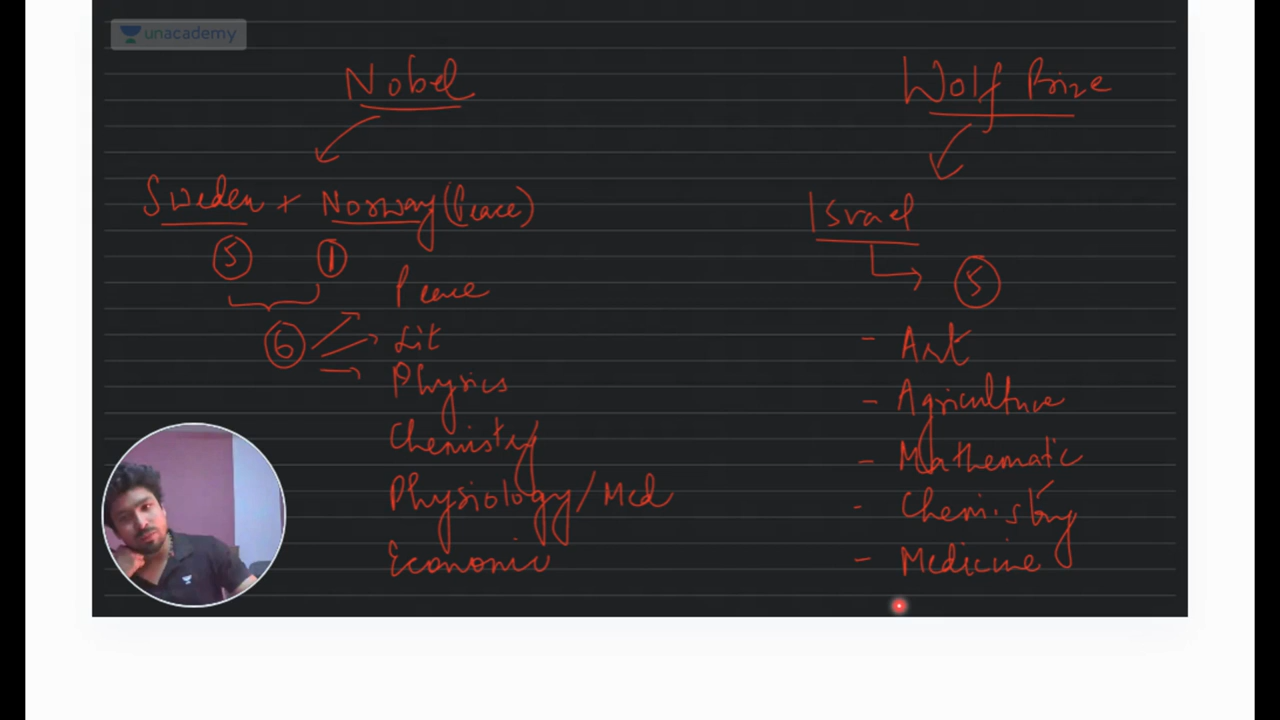 unacademy
Nobel
Sweden + Norway (Peace)
5 1
6
Peace
Lit
Physics
Chemistry
Physiology/Med
Economic
Wolf Prize
Israel
5
- Art
- Agriculture
- Mathematic
- Chemistry
- Medicine